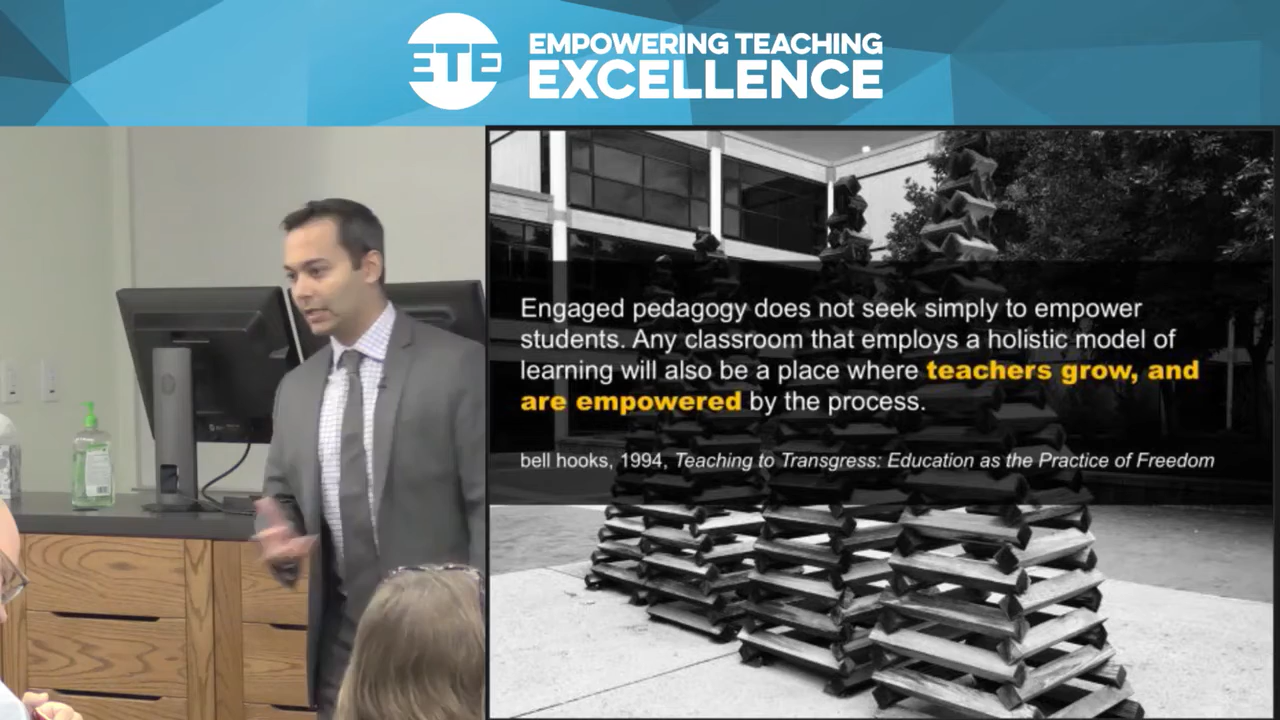 ETE
EMPOWERING TEACHING
EXCELLENCE
Engaged pedagogy does not seek simply to empower
students. Any classroom that employs a holistic model of
learning will also be a place where teachers grow, and
are empowered by the process.
bell hooks, 1994, Teaching to Transgress: Education as the Practice of Freedom